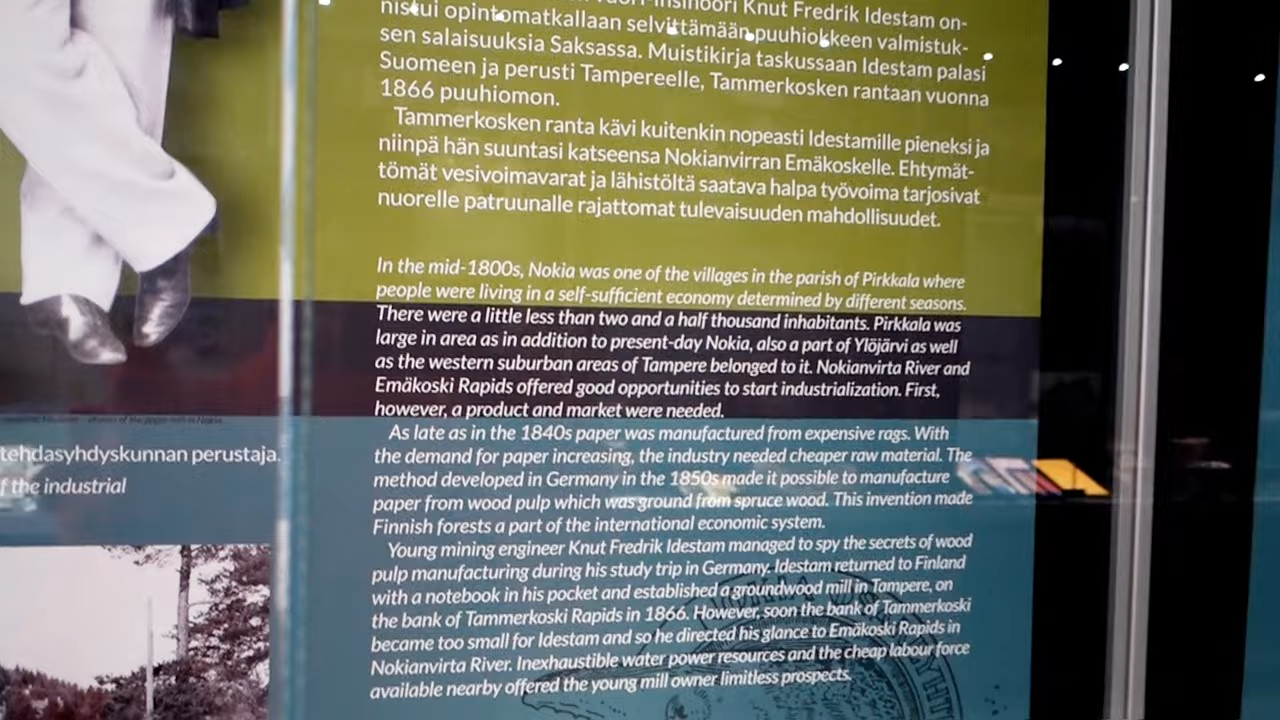 Knut Fredrik Idestam on-
nistui opintomatkallaan selvittämään puuhiokkeen valmistuk-
sen salaisuuksia Saksassa. Muistikirja taskussaan Idestam palasi
Suomeen ja perusti Tampereelle, Tammerkosken rantaan vuonna
1866 puuhiomon.
Tammerkosken ranta kävi kuitenkin nopeasti Idestamille pieneksi ja
niinpä hän suuntasi katseensa Nokianvirran Emäkoskelle. Ehtymät-
tömät vesivoimavarat ja lähistöltä saatava halpa työvoima tarjosivat
nuorelle patruunalle rajattomat tulevaisuuden mahdollisuudet.
In the mid-1800s, Nokia was one of the villages in the parish of Pirkkala where
people were living in a self-sufficient economy determined by different seasons.
There were a little less than two and a half thousand inhabitants. Pirkkala was
large in area as in addition to present-day Nokia, also a part of Ylöjärvi as well
as the western suburban areas of Tampere belonged to it. Nokianvirta River and
Emäkoski Rapids offered good opportunities to start industrialization. First,
however, a product and market were needed.
As late as in the 1840s paper was manufactured from expensive rags. With
the demand for paper increasing, the industry needed cheaper raw material. The
method developed in Germany in the 1850s made it possible to manufacture
paper from wood pulp which was ground from spruce wood. This invention made
Finnish forests a part of the international economic system.
Young mining engineer Knut Fredrik Idestam managed to spy the secrets of wood
pulp manufacturing during his study trip in Germany. Idestam returned to Finland
with a notebook in his pocket and established a groundwood mill in Tampere, on
the bank of Tammerkoski Rapids in 1866. However, soon the bank of Tammerkoski
became too small for Idestam and so he directed his glance to Emäkoski Rapids in
Nokianvirta River. Inexhaustible water power resources and the cheap labour force
available nearby offered the young mill owner limitless prospects.
tehdasyhdyskunnan perustaja.
f the industrial